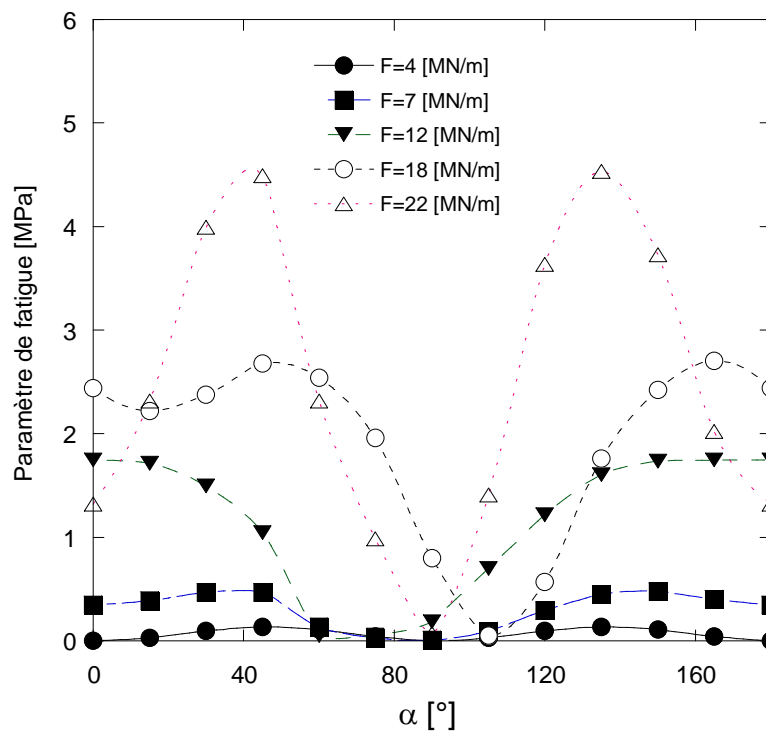 6
5
4
3
2
1
0
Paramètre de fatigue [MPa]
F=4 [MN/m]
F=7 [MN/m]
F=12 [MN/m]
F=18 [MN/m]
F=22 [MN/m]
0
40
80
120
160
α [°]